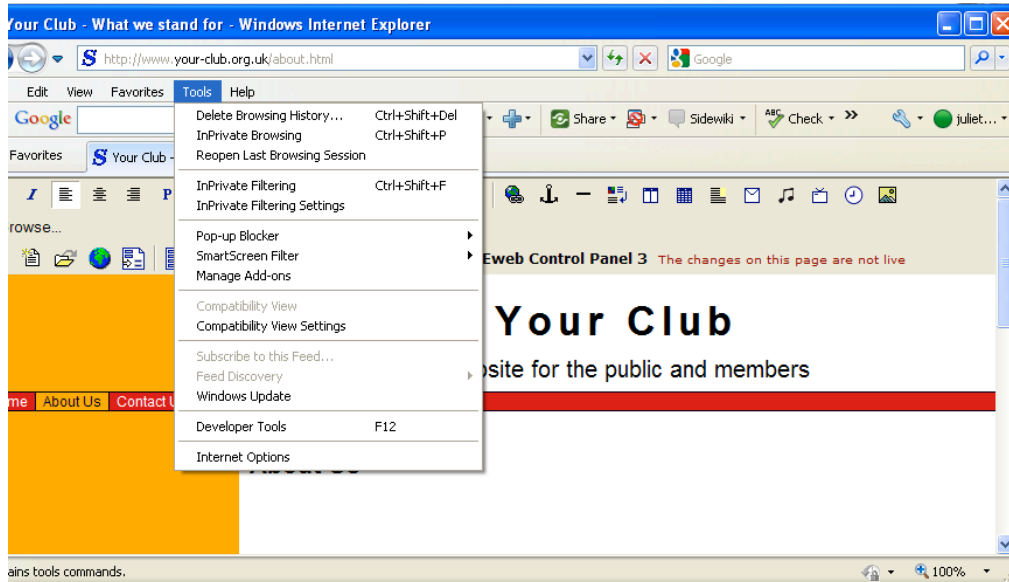 Your Club - What we stand for - Windows Internet Explorer
http://www.your-club.org.uk/about.html Google
Edit View Favorites Tools Help
Google Share Sidewiki ABC Check >> juliet...
Favorites Your Club -
Delete Browsing History... Ctrl+Shift+Del
InPrivate Browsing Ctrl+Shift+P
Reopen Last Browsing Session
InPrivate Filtering Ctrl+Shift+F
InPrivate Filtering Settings
Pop-up Blocker
SmartScreen Filter
Manage Add-ons
Compatibility View
Compatibility View Settings
Subscribe to this Feed...
Feed Discovery
Windows Update
Developer Tools F12
Internet Options
I P
rowse...
Eweb Control Panel 3 The changes on this page are not live
Your Club
site for the public and members
me About Us Contact U
About Us
ains tools commands.
100%